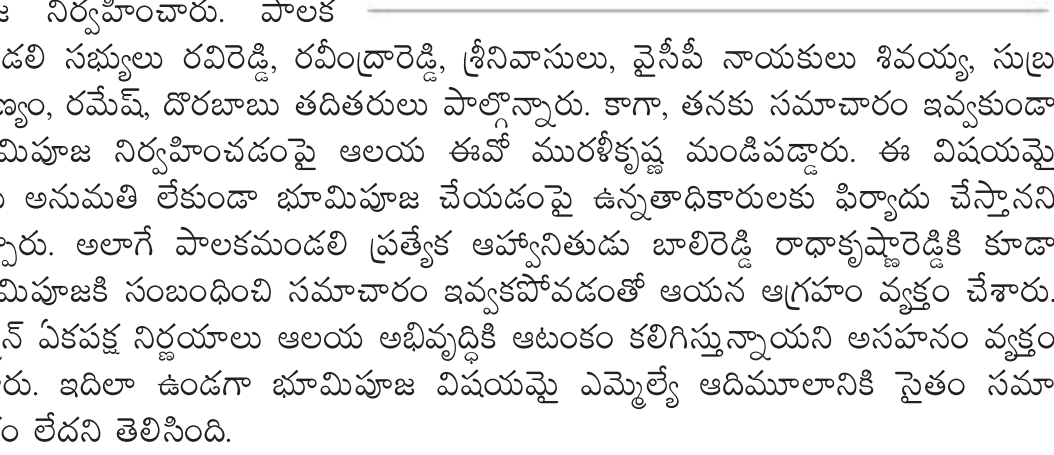 నిర్వహించారు. పాలక
డలి సభ్యులు రవిరెడ్డి, రవీంద్రారెడ్డి, శ్రీనివాసులు, వైసీపీ నాయకులు శివయ్య, సుబ్ర
ణ్యం, రమేష్, దొరబాబు తదితరులు పాల్గొన్నారు. కాగా, తనకు సమాచారం ఇవ్వకుండా
మిపూజ నిర్వహించడంపై ఆలయ ఈవో మురళీకృష్ణ మండిపడ్డారు. ఈ విషయమై
అనుమతి లేకుండా భూమిపూజ చేయడంపై ఉన్నతాధికారులకు ఫిర్యాదు చేస్తానని
ప్పారు. అలాగే పాలకమండలి ప్రత్యేక ఆహ్వానితుడు బాలిరెడ్డి రాధాకృష్ణారెడ్డికి కూడా
మిపూజకి సంబంధించి సమాచారం ఇవ్వకపోవడంతో ఆయన ఆగ్రహం వ్యక్తం చేశారు.
ఏకపక్ష నిర్ణయాలు ఆలయ అభివృద్ధికి ఆటంకం కలిగిస్తున్నాయని అసహనం వ్యక్తం
రు. ఇదిలా ఉండగా భూమిపూజ విషయమై ఎమ్మెల్యే ఆదిమూలానికి సైతం సమా
ం లేదని తెలిసింది.